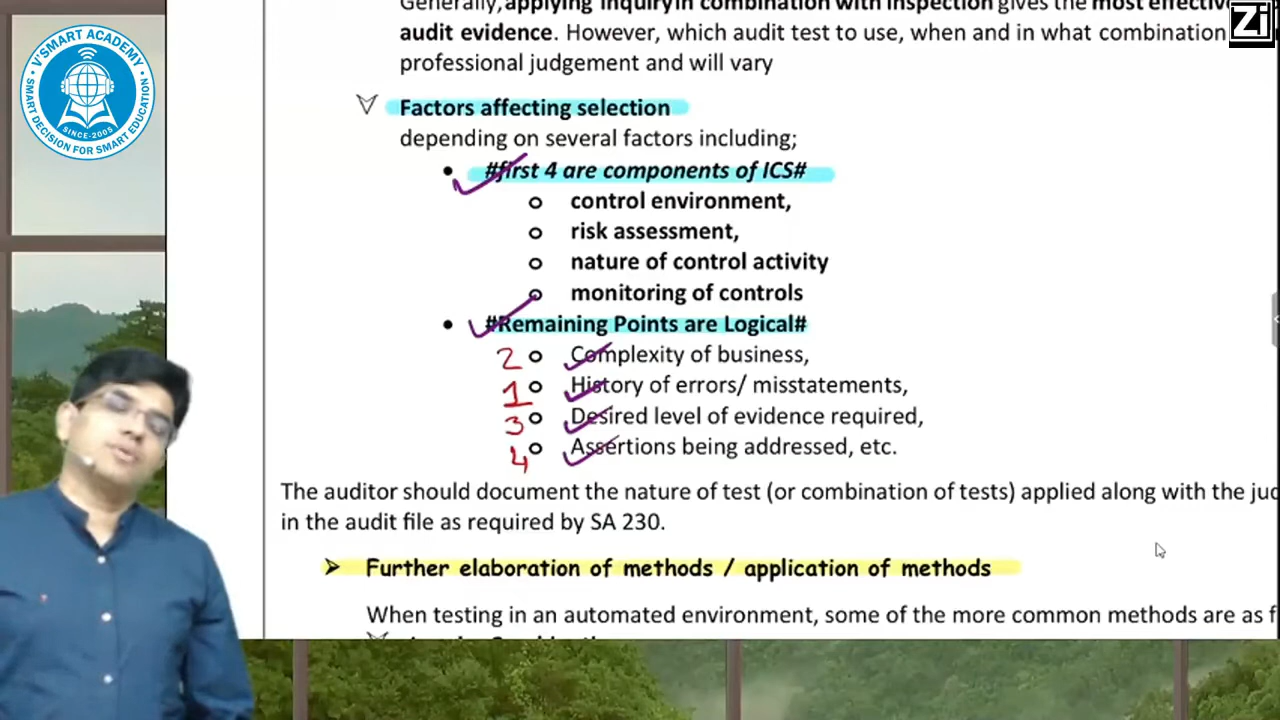 Generally, applying inquiry in combination with inspection gives the most effective
audit evidence. However, which audit test to use, when and in what combination
professional judgement and will vary
Factors affecting selection
depending on several factors including;
#first 4 are components of ICS#
control environment,
risk assessment,
nature of control activity
monitoring of controls
#Remaining Points are Logical#
2 Complexity of business,
1 History of errors/ misstatements,
3 Desired level of evidence required,
4 Assertions being addressed, etc.
The auditor should document the nature of test (or combination of tests) applied along with the
in the audit file as required by SA 230.
Further elaboration of methods / application of methods
When testing in an automated environment, some of the more common methods are as
V'SMART ACADEMY
SMART DECISION FOR SMART EDUCATION
SINCE-2005
Zi